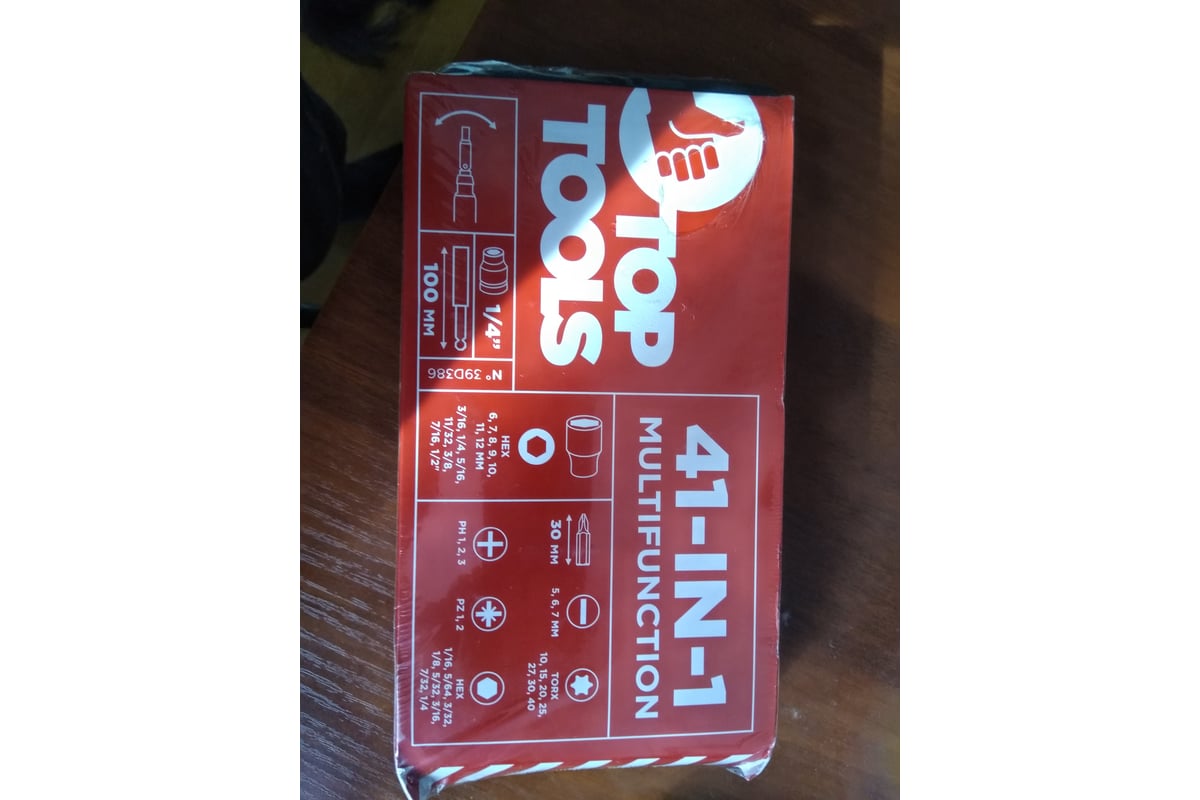 TOP
TOOLS
41-IN-1
MULTIFUNCTION
1/4”
100 MM
N° 39D386
HEX
6, 7, 8, 9, 10,
11, 12 MM
3/16, 1/4, 5/16,
11/32, 3/8,
7/16, 1/2"
30 MM
5, 6, 7 MM
TORX
10, 15, 20, 25,
27, 30, 40
PH 1, 2, 3
PZ 1, 2
HEX
1/16, 5/64, 3/32,
1/8, 5/32, 3/16,
7/32, 1/4